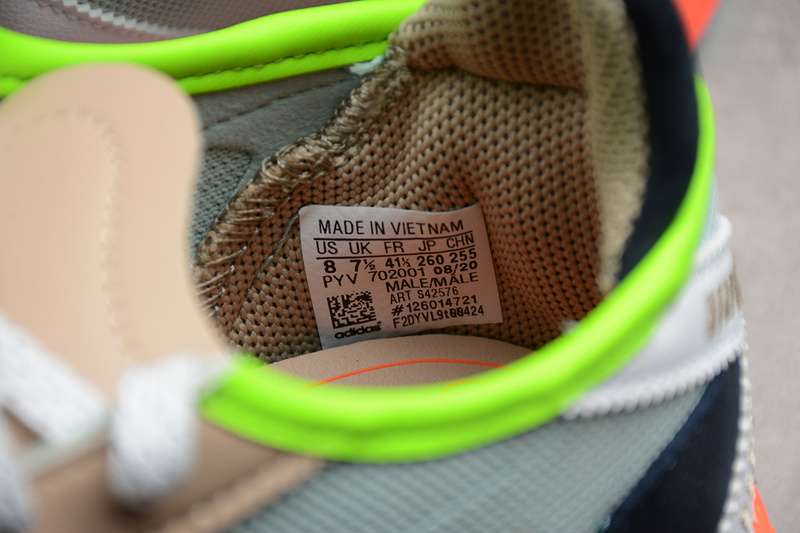 MADE IN VIETNAM
US UK FR JP CHN
8 7½ 41⅓ 260 255
PYV 702001 08/20
MALE/MALE
ART S42576
#126014721
adidas F2DYVL9t00424